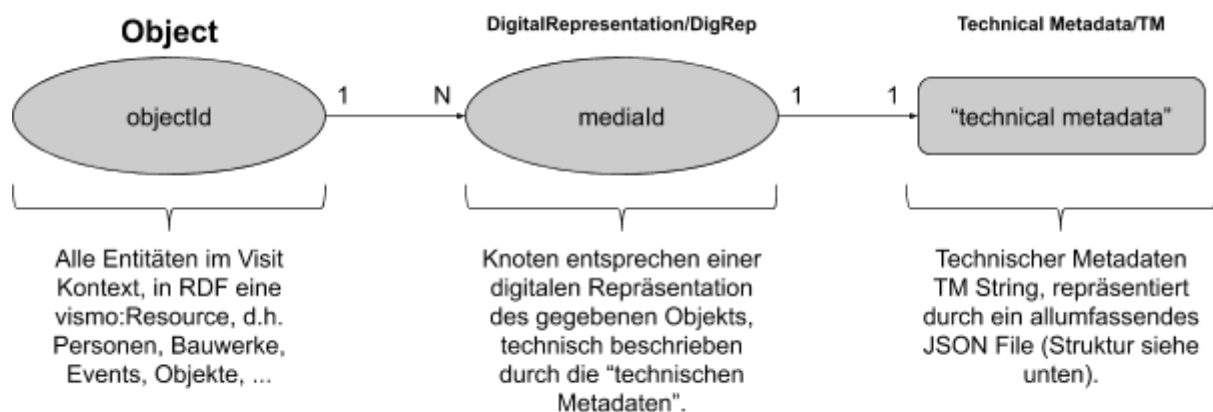 Object
DigitalRepresentation/DigRep
Technical Metadata/TM
objectId
1
N
mediaId
1
1
“technical metadata”
Alle Entitäten im Visit
Kontext, in RDF eine
vismo:Resource, d.h.
Personen, Bauwerke,
Events, Objekte, ...
Knoten entsprechen einer
digitalen Repräsentation
des gegebenen Objekts,
technisch beschrieben
durch die “technischen
Metadaten”.
Technischer Metadaten
TM String, repräsentiert
durch ein allumfassendes
JSON File (Struktur siehe
unten).